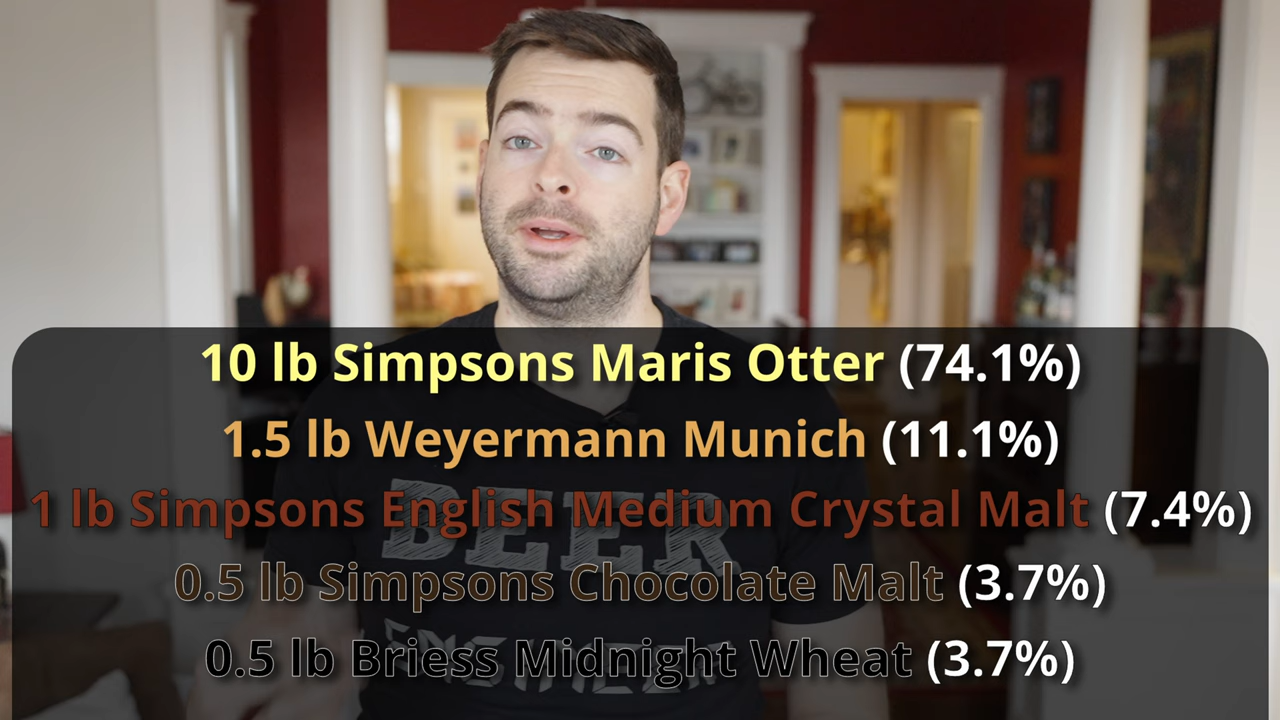 10 lb Simpsons Maris Otter (74.1%)
1.5 lb Weyermann Munich (11.1%)
1 lb Simpsons English Medium Crystal Malt (7.4%)
BEER
0.5 lb Simpsons Chocolate Malt (3.7%)
0.5 lb Briess Midnight Wheat (3.7%)